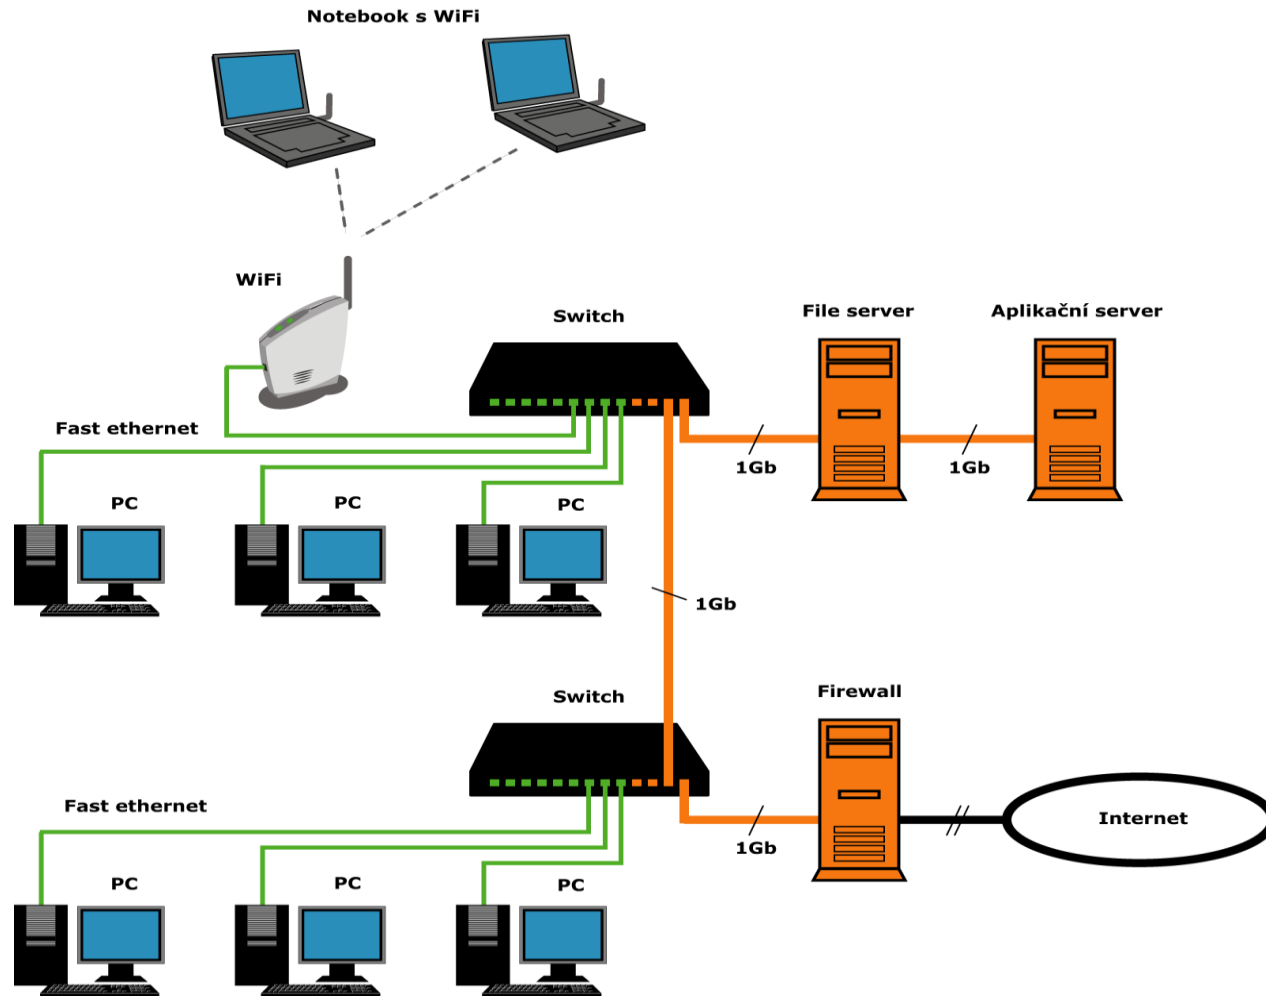 Notebook s WiFi
WiFi
Switch
File server
Aplikační server
Fast ethernet
1Gb
1Gb
PC
PC
PC
1Gb
Switch
Firewall
Fast ethernet
Internet
1Gb
PC
PC
PC